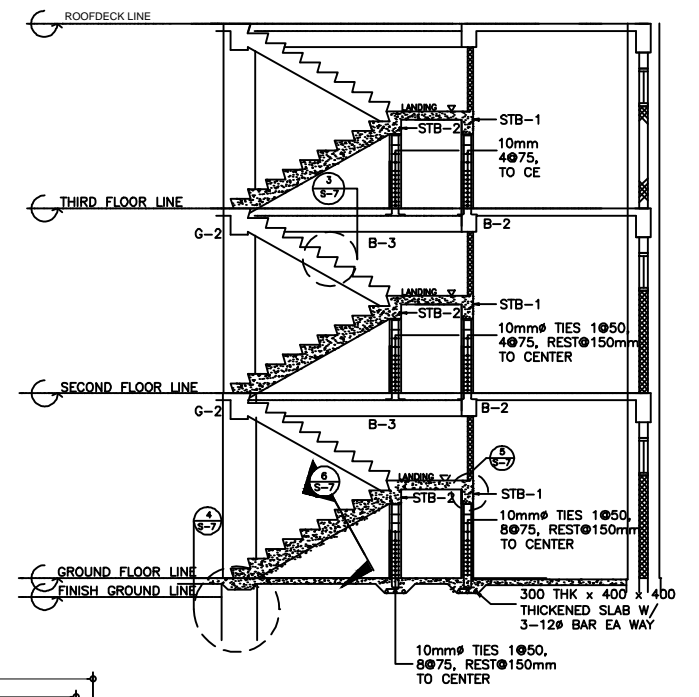 ROOFDECK LINE
LANDING
STB-1
STB-2
10mm
4@75,
TO CE
3
S-7
THIRD FLOOR LINE
G-2
B-3
B-2
LANDING
STB-1
STB-2
10mmø TIES 1@50,
4@75, REST@150mm
TO CENTER
SECOND FLOOR LINE
G-2
B-3
B-2
5
S-7
6
S-7
LANDING
STB-2
STB-1
4
S-7
10mmø TIES 1@50,
8@75, REST@150mm
TO CENTER
GROUND FLOOR LINE
FINISH GROUND LINE
300 THK x 400 x 400
THICKENED SLAB W/
3-12ø BAR EA WAY
10mmø TIES 1@50,
8@75, REST@150mm
TO CENTER